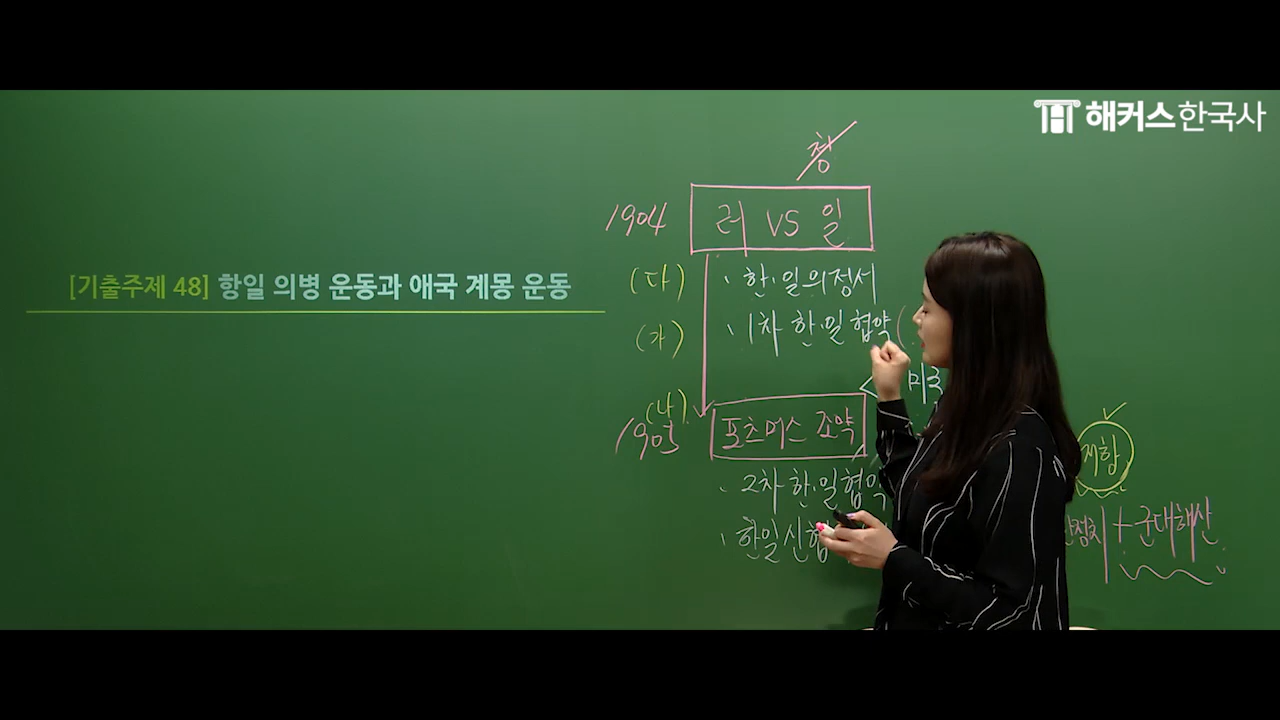 해커스한국사
청
1904 러 VS 일
[기출주제 48] 항일 의병 운동과 애국 계몽 운동
(다) 한·일의정서
(가) 1차 한·일 협약(
미국
(나)
1905 포츠머스 조약
2차 한·일협약
한일신협
+ 군대해산